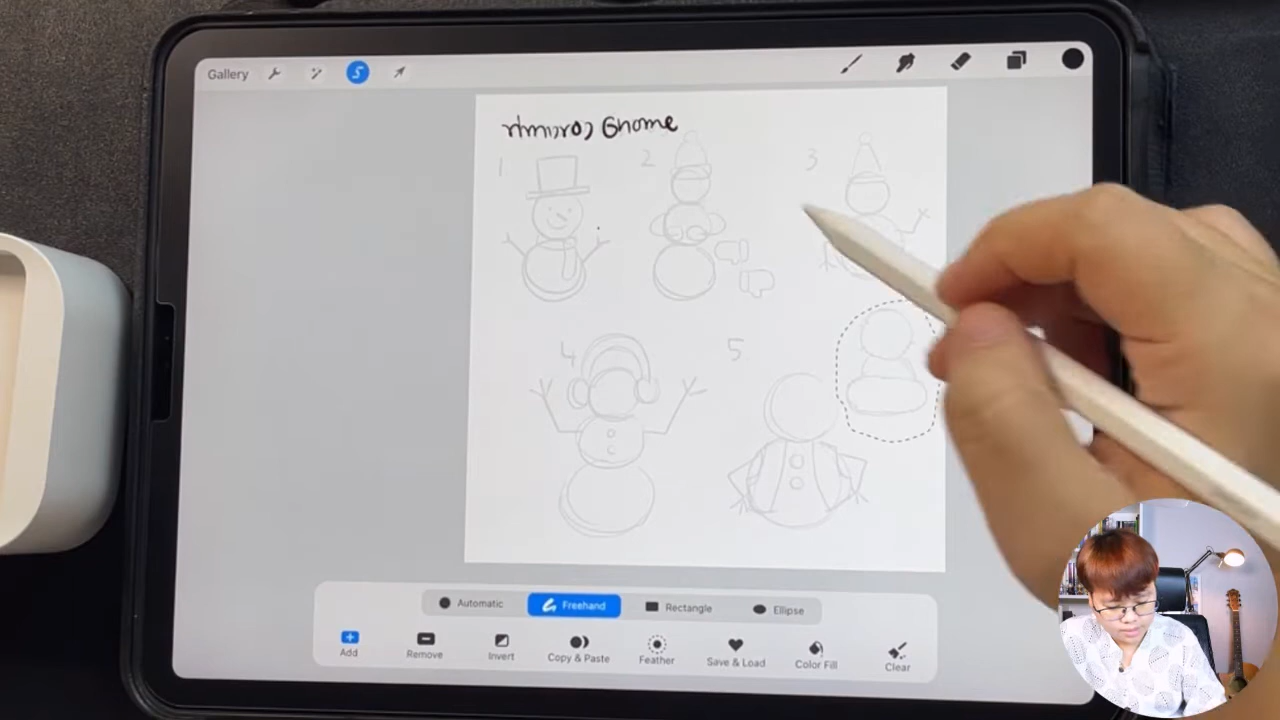 Gallery
Gnome
1 2 3
4 5
Automatic Freehand Rectangle Ellipse
Add Remove Invert Copy & Paste Feather Save & Load Color Fill Clear